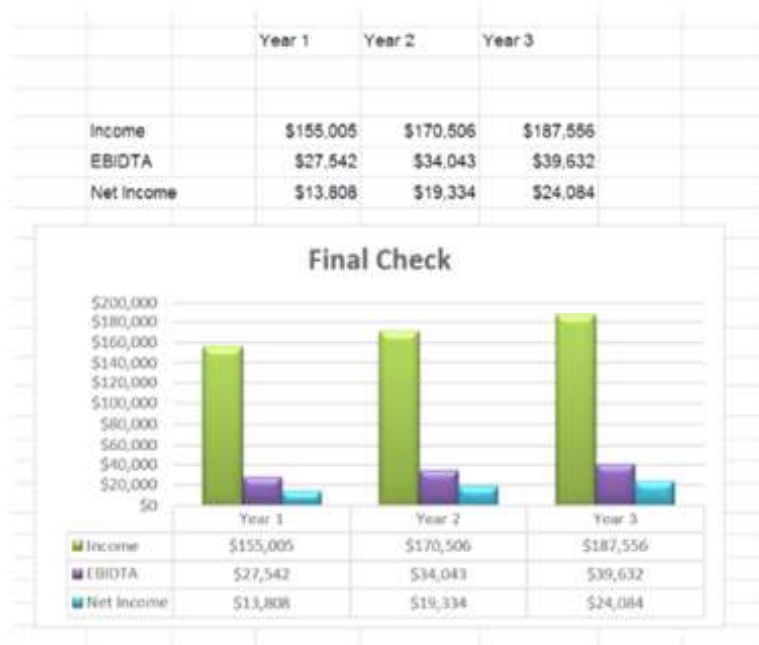 Year 1 Year 2 Year 3
Income $155,005 $170,506 $187,556
EBIDTA $27,542 $34,043 $39,632
Net Income $13,808 $19,334 $24,084
Final Check
$200,000
$180,000
$160,000
$140,000
$120,000
$100,000
$80,000
$60,000
$40,000
$20,000
$0
Year 1 Year 2 Year 3
Income $155,005 $170,506 $187,556
EBIDTA $27,542 $34,043 $39,632
Net Income $13,808 $19,334 $24,084